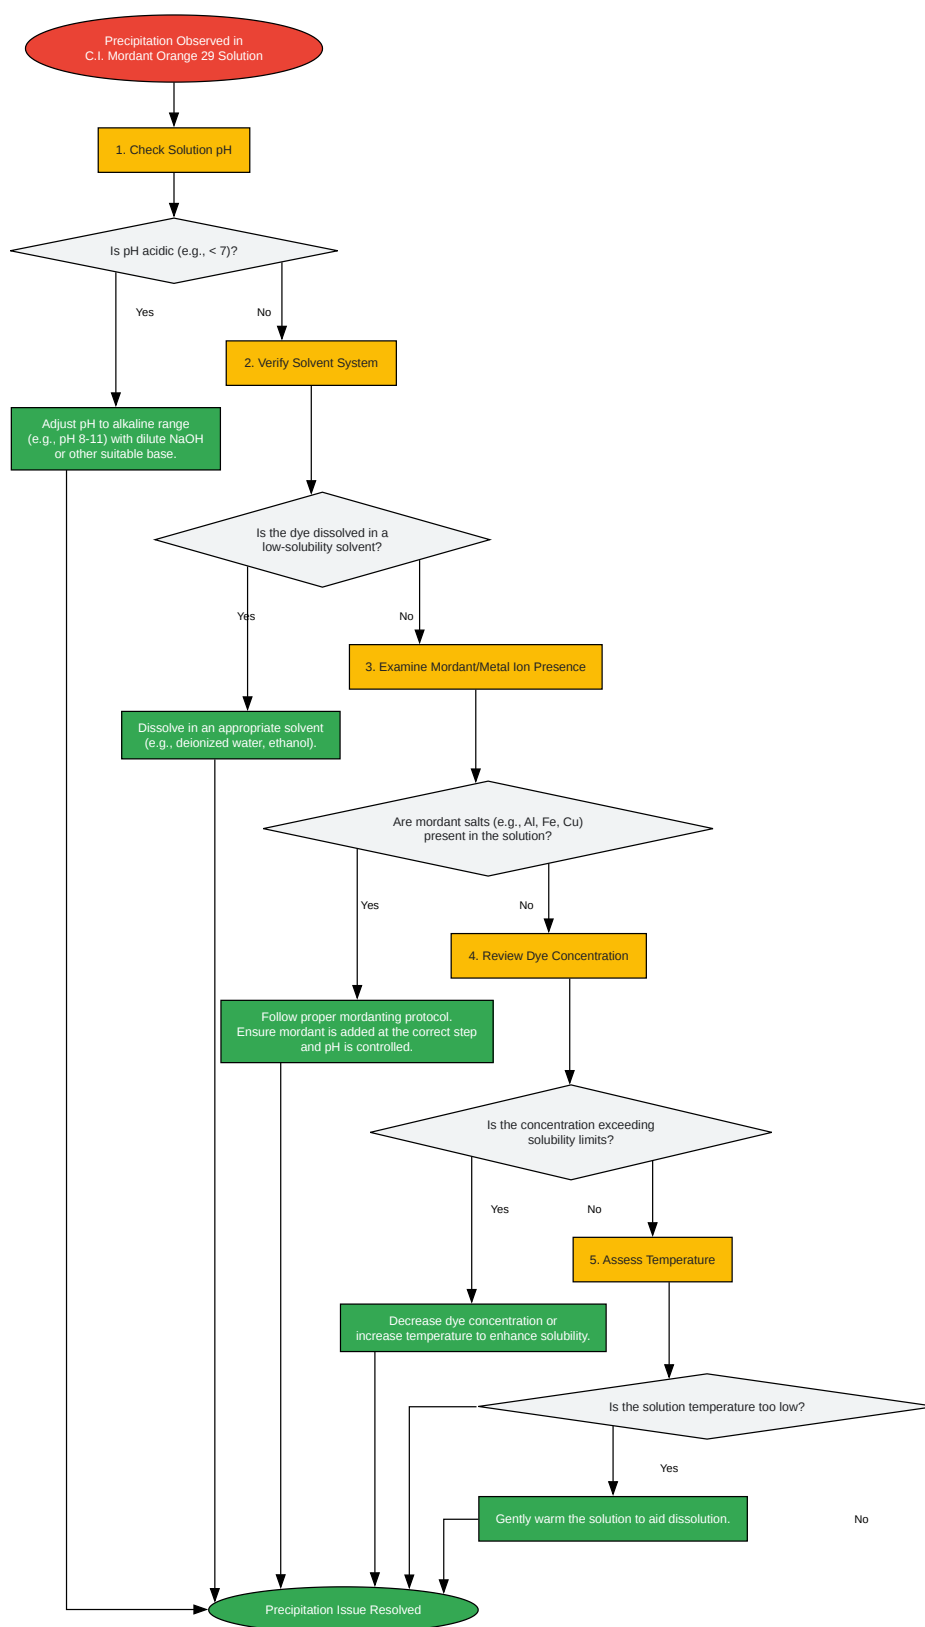 Precipitation Observed in
C.I. Mordant Orange 29 Solution
1. Check Solution pH
Is pH acidic (e.g., < 7)?
Yes
No
2. Verify Solvent System
Adjust pH to alkaline range
(e.g., pH 8-11) with dilute NaOH
or other suitable base.
Is the dye dissolved in a
low-solubility solvent?
Yes
No
3. Examine Mordant/Metal Ion Presence
Dissolve in an appropriate solvent
(e.g., deionized water, ethanol).
Are mordant salts (e.g., Al, Fe, Cu)
present in the solution?
Yes
No
4. Review Dye Concentration
Follow proper mordanting protocol.
Ensure mordant is added at the correct step
and pH is controlled.
Is the concentration exceeding
solubility limits?
Yes
No
5. Assess Temperature
Decrease dye concentration or
increase temperature to enhance solubility.
Is the solution temperature too low?
Yes
Gently warm the solution to aid dissolution.
No
Precipitation Issue Resolved